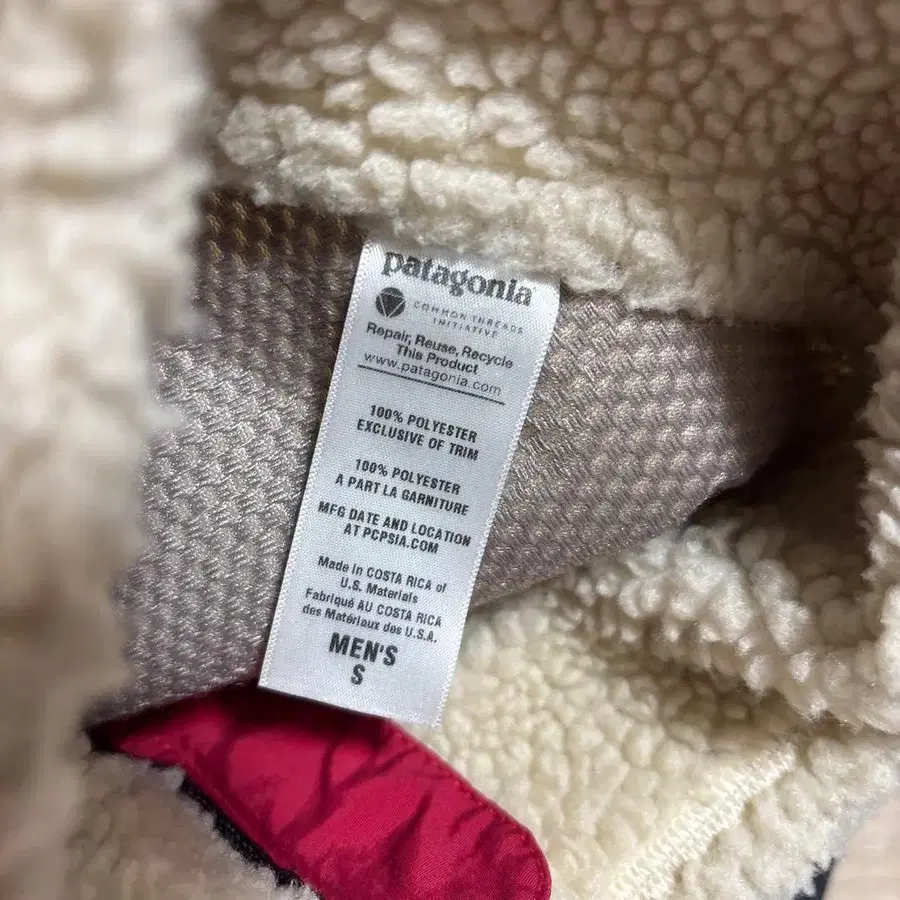 patagonia
COMMON THREADS
INITIATIVE
Repair, Reuse, Recycle
This Product
www.patagonia.com
100% POLYESTER
EXCLUSIVE OF TRIM
100% POLYESTER
A PART LA GARNITURE
MFG DATE AND LOCATION
AT PCPSIA.COM
Made in COSTA RICA of
U.S. Materials
Fabriqué AU COSTA RICA
des Matériaux des U.S.A.
MEN'S
S